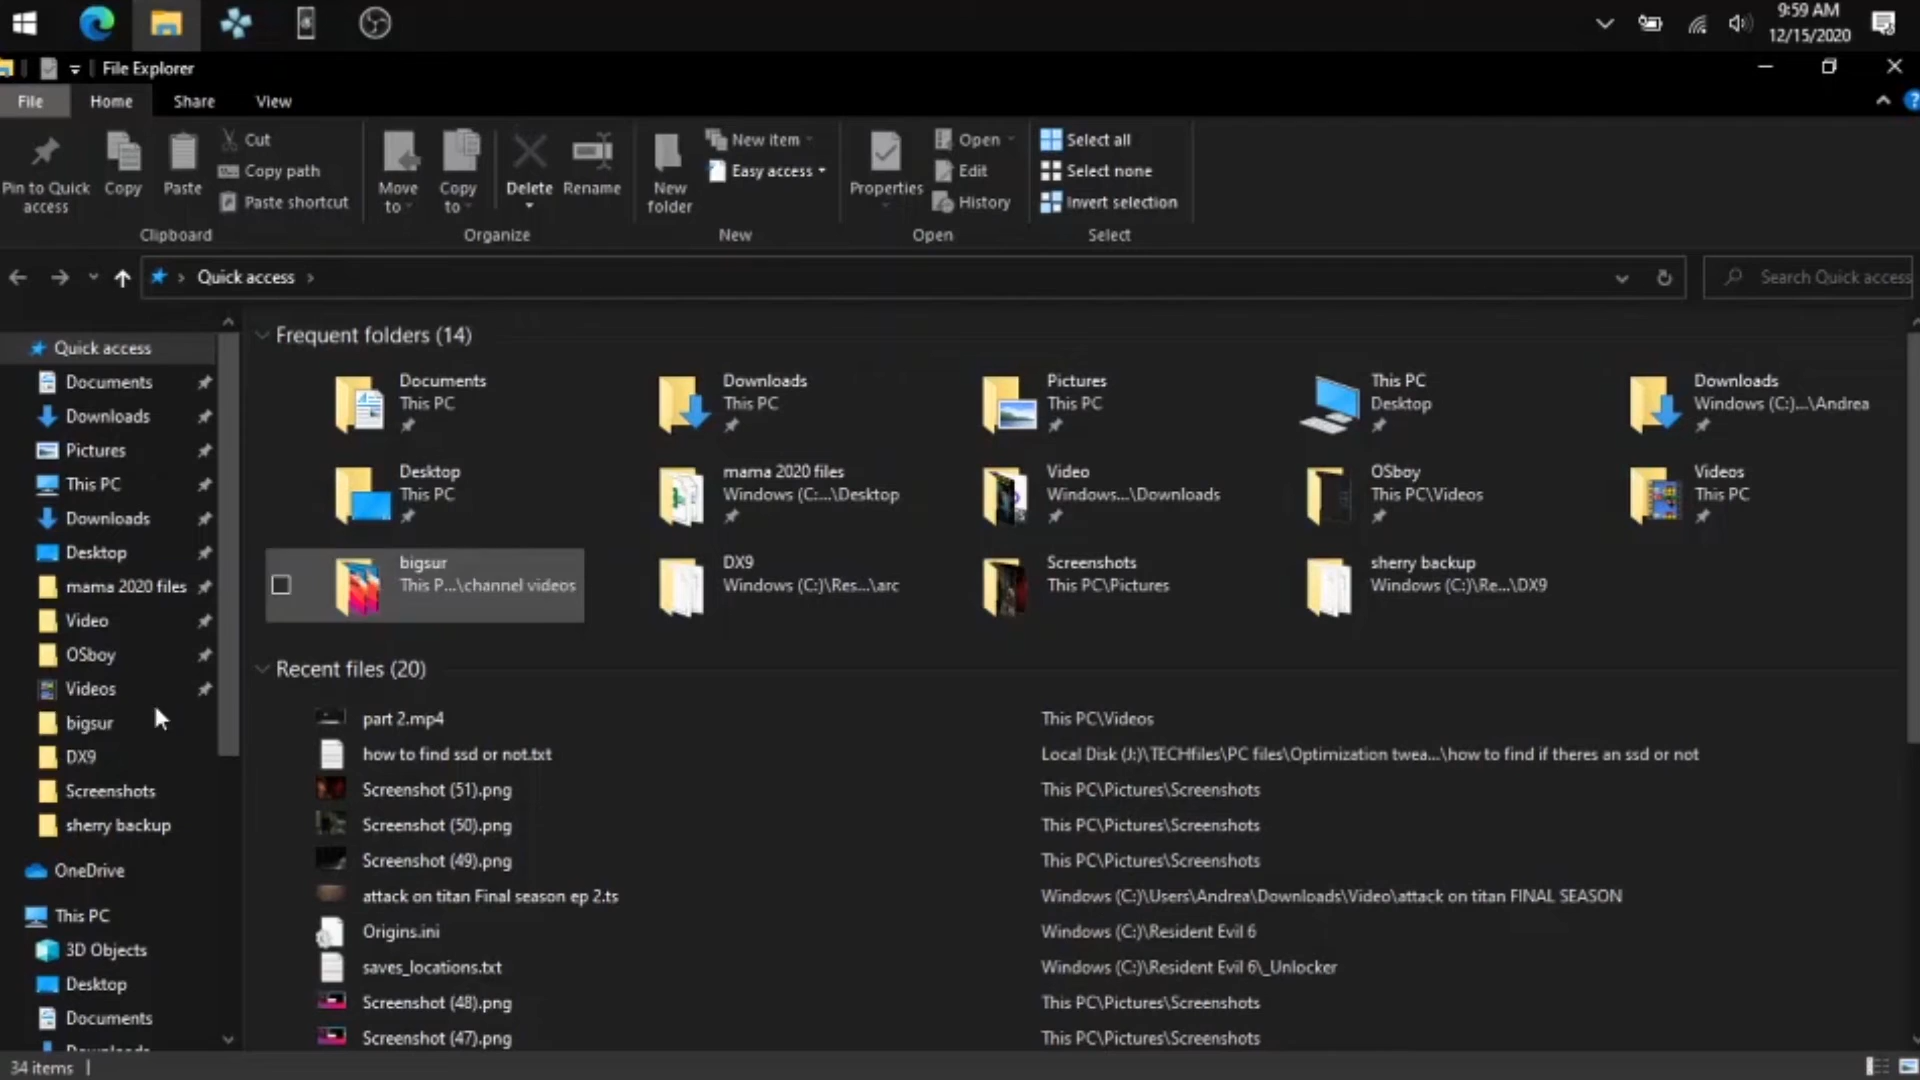 9:59 AM
12/15/2020
File Explorer
File
Home
Share
View
Pin to Quick
access
Copy
Paste
Cut
Copy path
Paste shortcut
Clipboard
Move
to
Copy
to
Delete
Rename
Organize
New
folder
New item
Easy access
New
Properties
Open
Edit
History
Open
Select all
Select none
Invert selection
Select
Quick access
Search Quick access
Quick access
Documents
Downloads
Pictures
This PC
Downloads
Desktop
mama 2020 files
Video
OSboy
Videos
bigsur
DX9
Screenshots
sherry backup
OneDrive
This PC
3D Objects
Desktop
Documents
Frequent folders (14)
Documents
This PC
Downloads
This PC
Pictures
This PC
This PC
Desktop
Downloads
Windows (C:)...\Andrea
Desktop
This PC
mama 2020 files
Windows (C:...\Desktop
Video
Windows...\Downloads
OSboy
This PC\Videos
Videos
This PC
bigsur
This P...\channel videos
DX9
Windows (C:)\Res...\arc
Screenshots
This PC\Pictures
sherry backup
Windows (C:)\Re...\DX9
Recent files (20)
part 2.mp4 This PC\Videos
how to find ssd or not.txt Local Disk (J:)\TECHfiles\PC files\Optimization twea...\how to find if theres an ssd or not
Screenshot (51).png This PC\Pictures\Screenshots
Screenshot (50).png This PC\Pictures\Screenshots
Screenshot (49).png This PC\Pictures\Screenshots
attack on titan Final season ep 2.ts Windows (C:)\Users\Andrea\Downloads\Video\attack on titan FINAL SEASON
Origins.ini Windows (C:)\Resident Evil 6
saves_locations.txt Windows (C:)\Resident Evil 6\_Unlocker
Screenshot (48).png This PC\Pictures\Screenshots
Screenshot (47).png This PC\Pictures\Screenshots
34 items